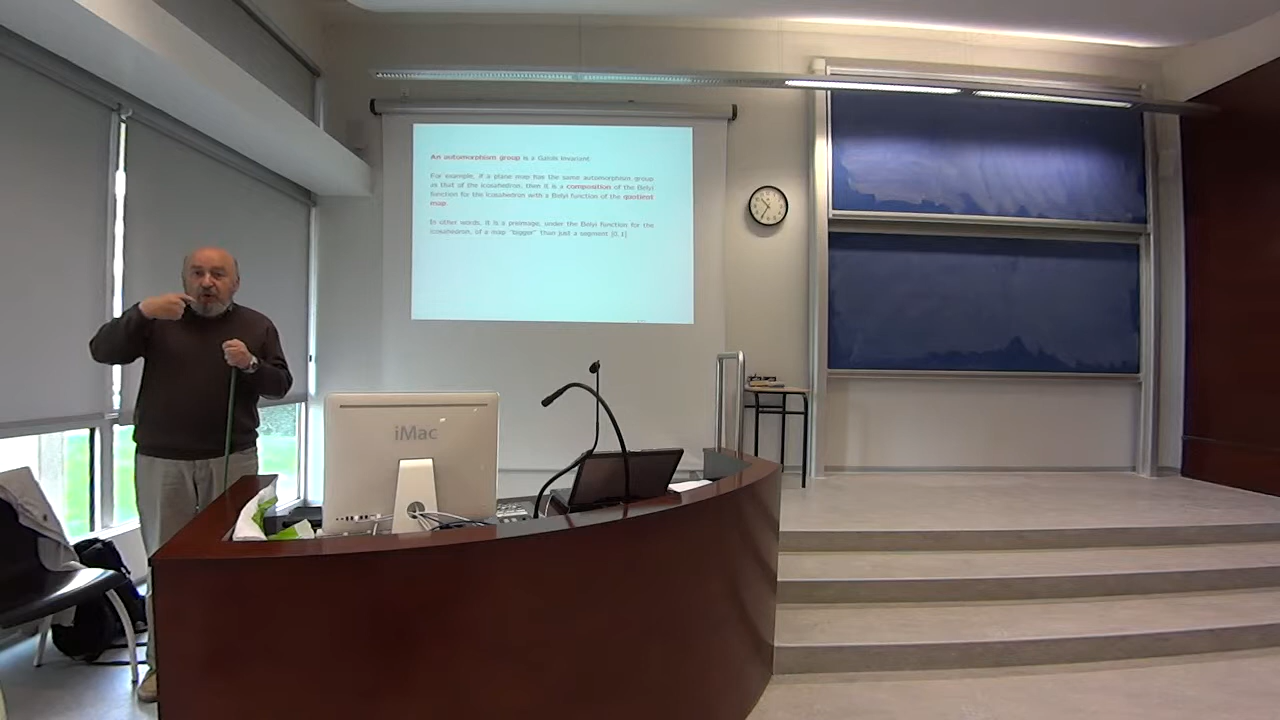 An automorphism group is a Galois invariant.
For example, if a plane map has the same automorphism group
as that of the icosahedron, then it is a composition of the Belyi
function for the icosahedron with a Belyi function of the quotient
map.
In other words, it is a preimage, under the Belyi function for the
icosahedron, of a map "bigger" than just a segment [0, 1]
iMac